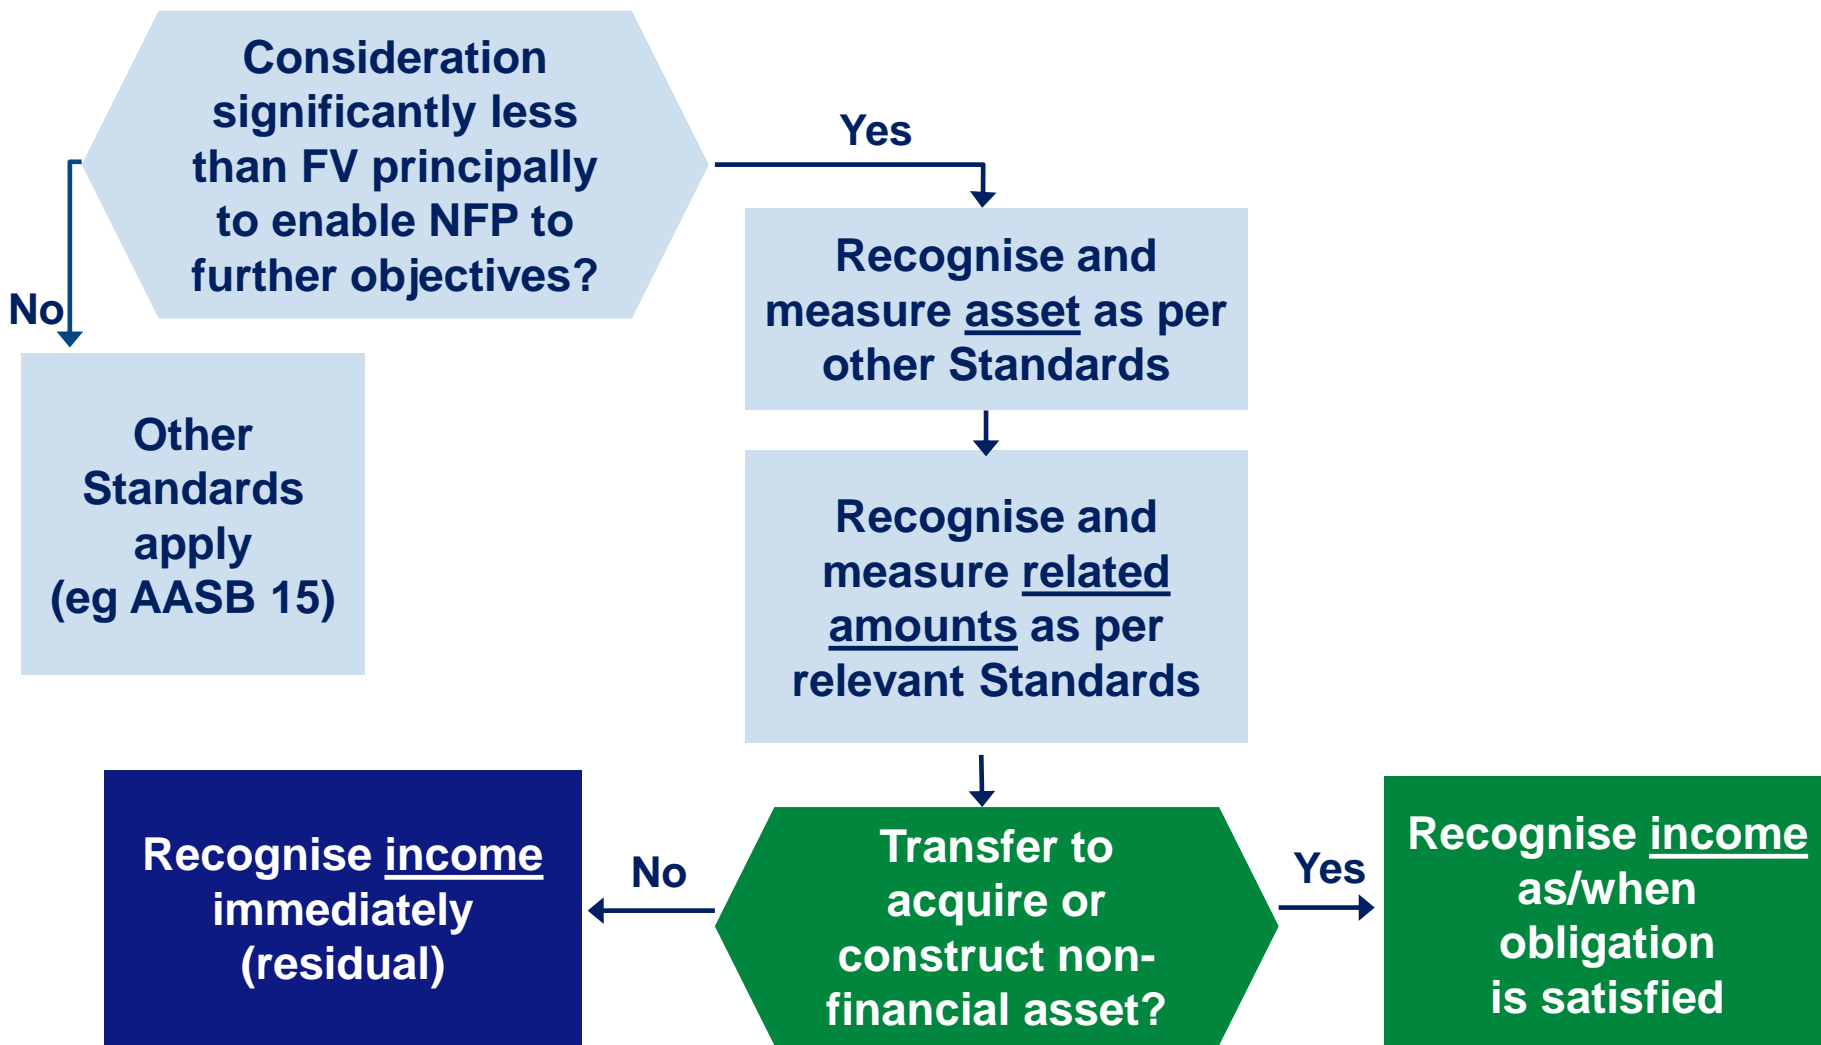 Consideration
significantly less
than FV principally
to enable NFP to
further objectives?
Yes
No
Recognise and
measure asset as per
other Standards
Other
Standards
apply
(eg AASB 15)
Recognise and
measure related
amounts as per
relevant Standards
Recognise income
immediately
(residual)
No
Transfer to
acquire or
construct non-
financial asset?
Yes
Recognise income
as/when
obligation
is satisfied